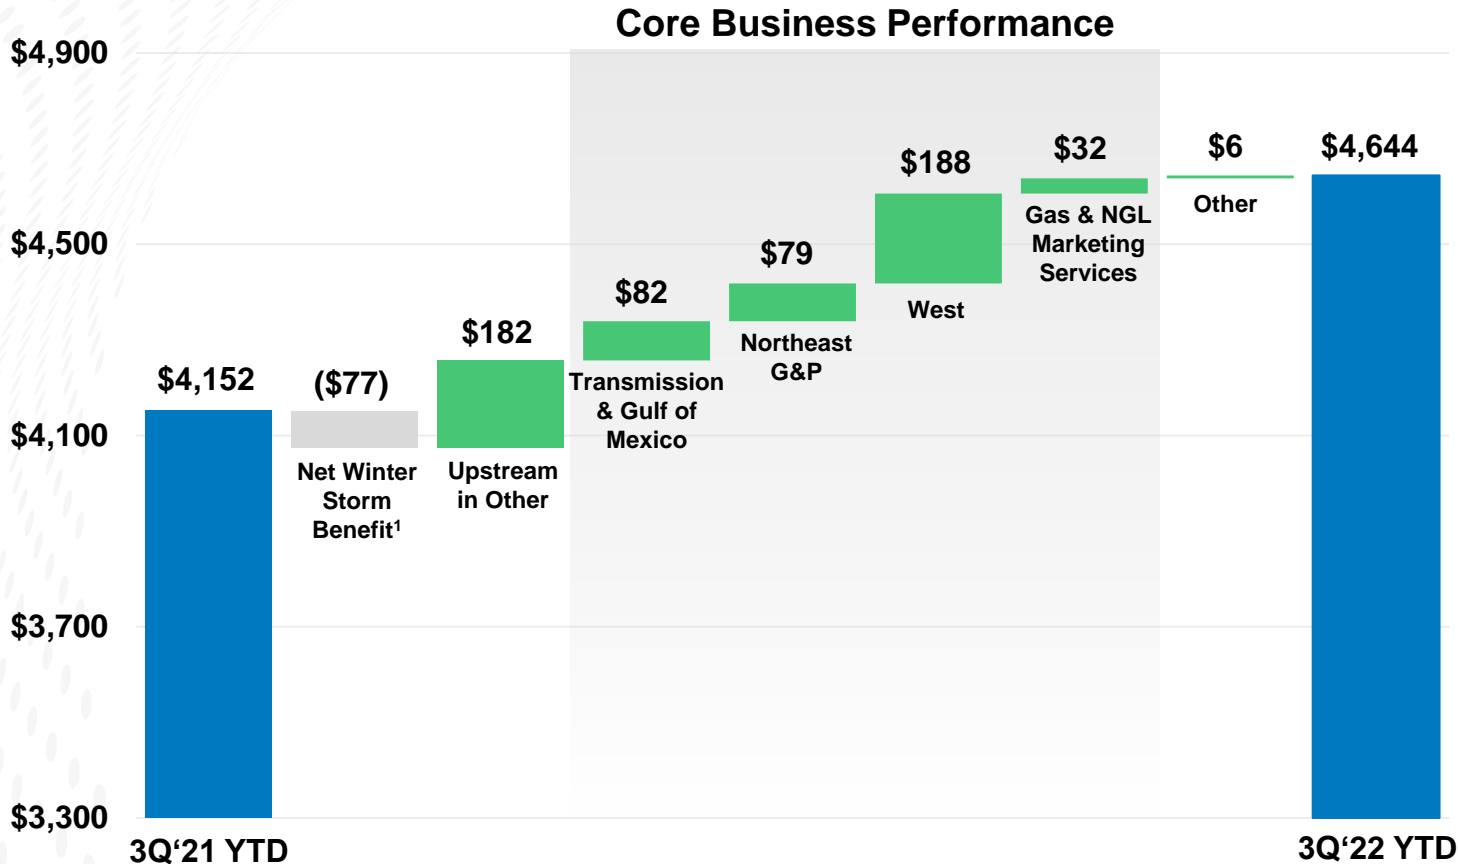 Core Business Performance
$4,900
$4,500
$4,100
$3,700
$3,300
$4,152
3Q‘21 YTD
($77)
Net Winter
Storm
Benefit¹
$182
Upstream
in Other
$82
Transmission
& Gulf of
Mexico
$79
Northeast
G&P
$188
West
$32
Gas & NGL
Marketing
Services
$6
Other
$4,644
3Q‘22 YTD